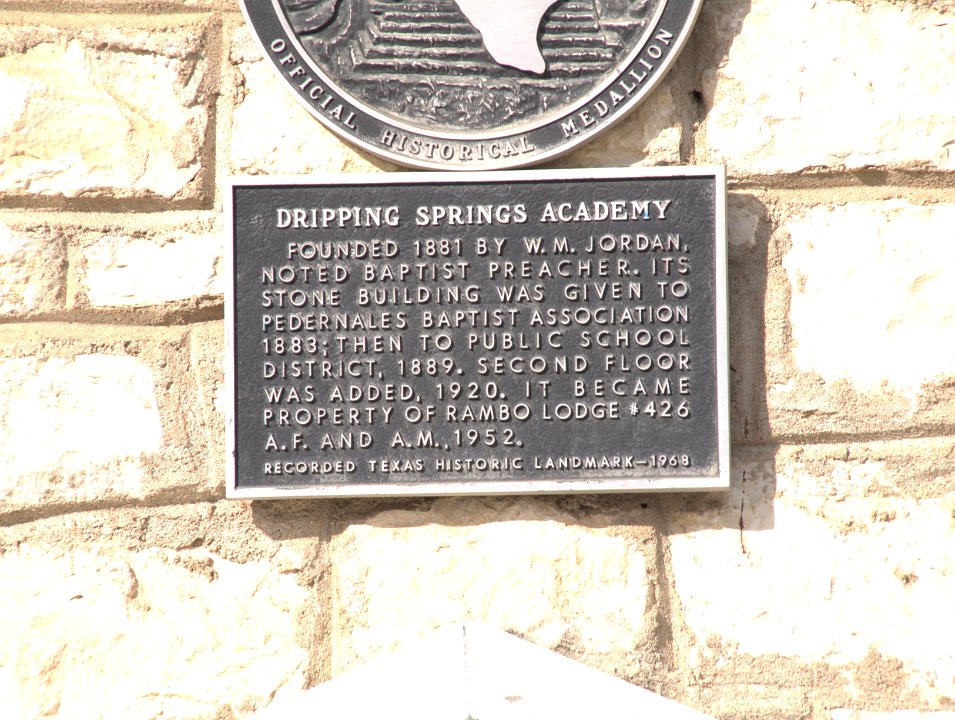 OFFICIAL HISTORICAL MEDALLION
DRIPPING SPRINGS ACADEMY
FOUNDED 1881 BY W.M. JORDAN,
NOTED BAPTIST PREACHER. ITS
STONE BUILDING WAS GIVEN TO
PEDERNALES BAPTIST ASSOCIATION
1883; THEN TO PUBLIC SCHOOL
DISTRICT, 1889. SECOND FLOOR
WAS ADDED, 1920. IT BECAME
PROPERTY OF RAMBO LODGE #426
A.F. AND A.M., 1952.
RECORDED TEXAS HISTORIC LANDMARK—1968